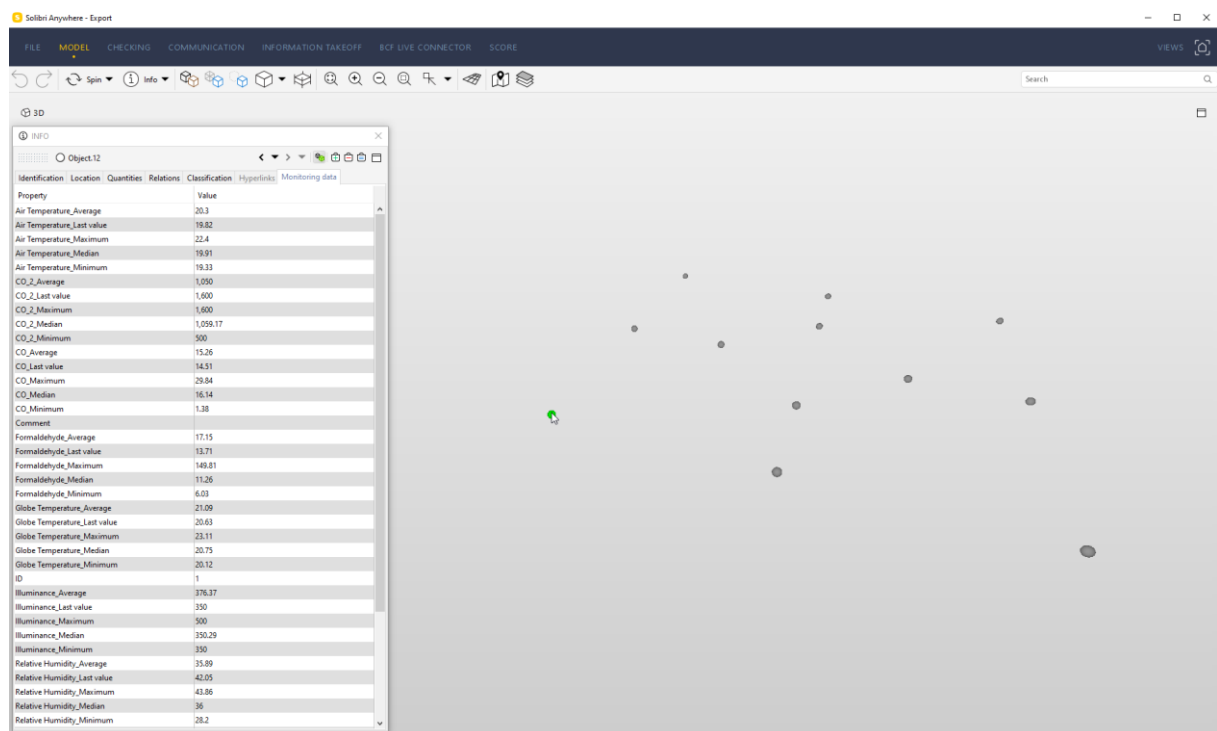 Solibri Anywhere - Export
FILE MODEL CHECKING COMMUNICATION INFORMATION TAKEOFF BCF LIVE CONNECTOR SCORE VIEWS
Spin Info Search
3D
INFO
Object.12
Identification Location Quantities Relations Classification Hyperlinks Monitoring data
Property Value
Air Temperature_Average 20.3
Air Temperature_Last value 19.82
Air Temperature_Maximum 22.4
Air Temperature_Median 19.91
Air Temperature_Minimum 19.33
CO_2_Average 1,050
CO_2_Last value 1,600
CO_2_Maximum 1,600
CO_2_Median 1,059.17
CO_2_Minimum 500
CO_Average 15.26
CO_Last value 14.51
CO_Maximum 29.84
CO_Median 16.14
CO_Minimum 1.38
Comment
Formaldehyde_Average 17.15
Formaldehyde_Last value 13.71
Formaldehyde_Maximum 149.81
Formaldehyde_Median 11.26
Formaldehyde_Minimum 6.03
Globe Temperature_Average 21.09
Globe Temperature_Last value 20.63
Globe Temperature_Maximum 23.11
Globe Temperature_Median 20.75
Globe Temperature_Minimum 20.12
ID 1
Illuminance_Average 376.37
Illuminance_Last value 350
Illuminance_Maximum 500
Illuminance_Median 350.29
Illuminance_Minimum 350
Relative Humidity_Average 35.89
Relative Humidity_Last value 42.05
Relative Humidity_Maximum 43.86
Relative Humidity_Median 36
Relative Humidity_Minimum 28.2